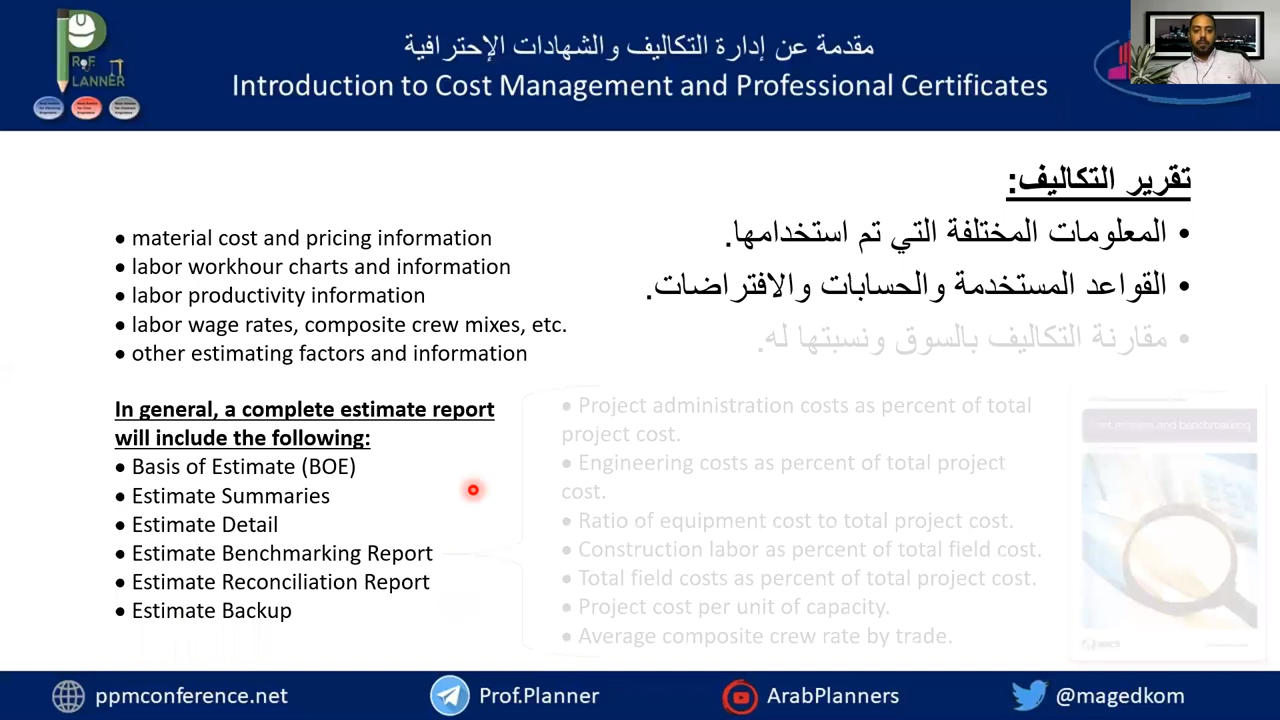 مقدمة عن إدارة التكاليف والشهادات الإحترافية
Introduction to Cost Management and Professional Certificates
PR☼F.
LANNER
تقرير التكاليف:
• المعلومات المختلفة التي تم استخدامها.
• القواعد المستخدمة والحسابات والافتراضات.
• مقارنة التكاليف بالسوق ونسبتها له.
• material cost and pricing information
• labor workhour charts and information
• labor productivity information
• labor wage rates, composite crew mixes, etc.
• other estimating factors and information
In general, a complete estimate report
will include the following:
• Basis of Estimate (BOE)
• Estimate Summaries
• Estimate Detail
• Estimate Benchmarking Report
• Estimate Reconciliation Report
• Estimate Backup
• Project administration costs as percent of total
project cost.
• Engineering costs as percent of total project
cost.
• Ratio of equipment cost to total project cost.
• Construction labor as percent of total field cost.
• Total field costs as percent of total project cost.
• Project cost per unit of capacity.
• Average composite crew rate by trade.
and benchmarking
ppmconference.net
Prof.Planner
ArabPlanners
@magedkom